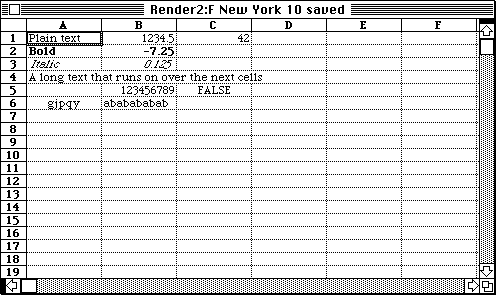 Render2:F New York 10 saved
A B C D E F
1 Plain text 1234.5 42
2 Bold -7.25
3 Italic 0.125
4 A long text that runs on over the next cells
5 123456789 FALSE
6 gjpqy ababababab
7
8
9
10
11
12
13
14
15
16
17
18
19